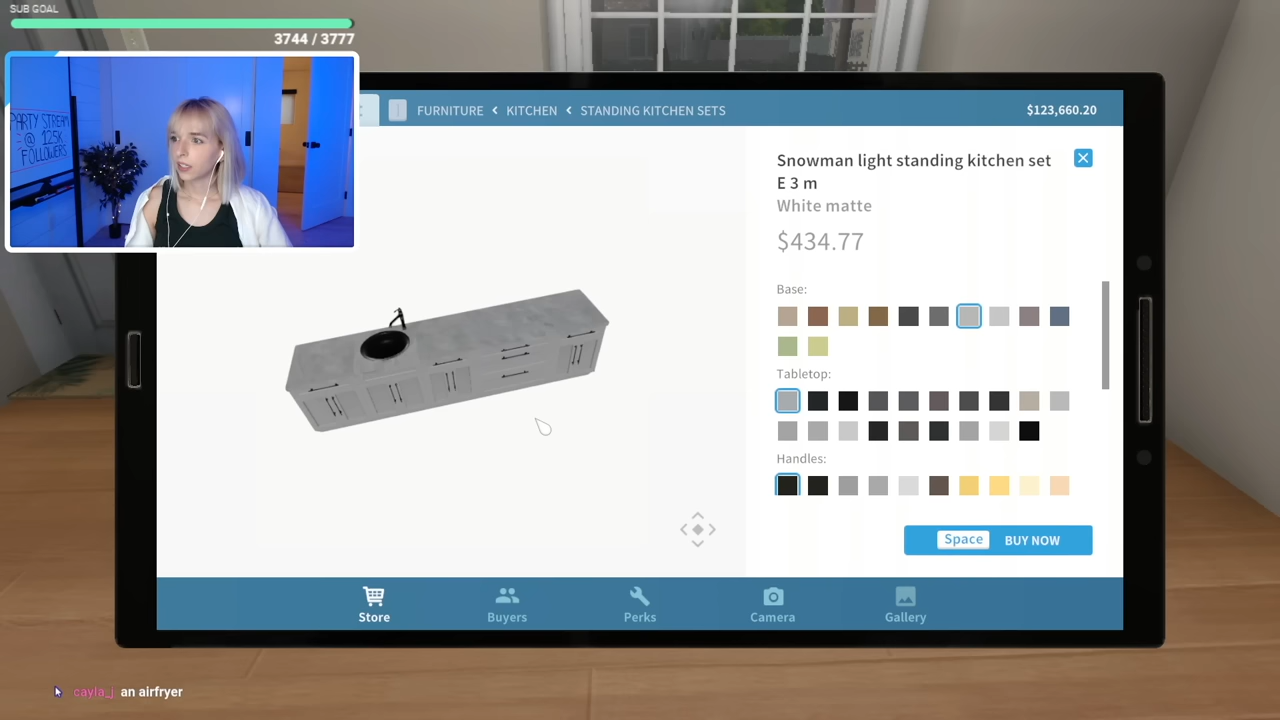 SUB GOAL
3744 / 3777
PARTY STREAM
@ 125K
FOLLOWERS
FURNITURE < KITCHEN < STANDING KITCHEN SETS
$123,660.20
Snowman light standing kitchen set
E 3 m
White matte
$434.77
Base:
Tabletop:
Handles:
Space BUY NOW
Store
Buyers
Perks
Camera
Gallery
cayla_j an airfryer